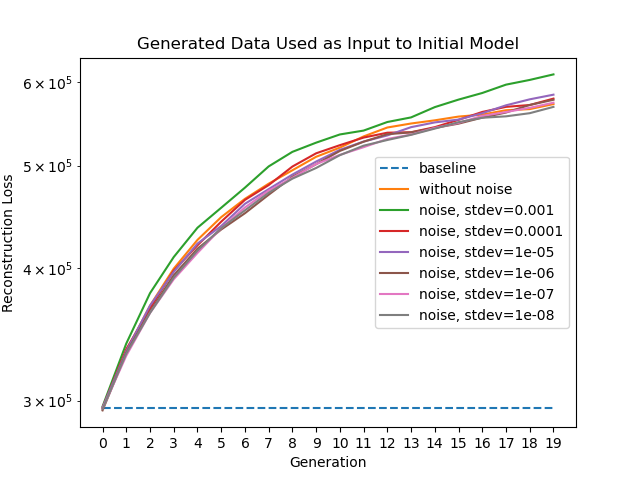 Generated Data Used as Input to Initial Model
Reconstruction Loss
6 × 10⁵
5 × 10⁵
4 × 10⁵
3 × 10⁵
baseline
without noise
noise, stdev=0.001
noise, stdev=0.0001
noise, stdev=1e-05
noise, stdev=1e-06
noise, stdev=1e-07
noise, stdev=1e-08
0 1 2 3 4 5 6 7 8 9 10 11 12 13 14 15 16 17 18 19
Generation